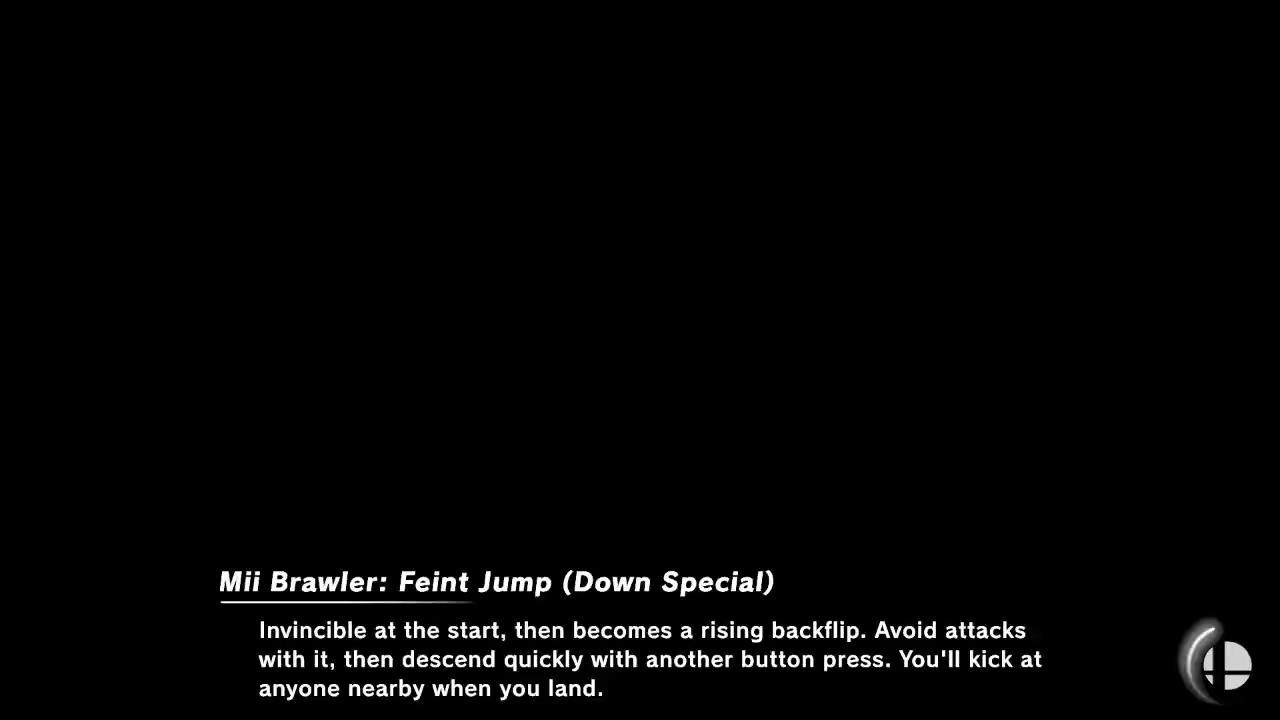 Mii Brawler: Feint Jump (Down Special)
Invincible at the start, then becomes a rising backflip. Avoid attacks
with it, then descend quickly with another button press. You'll kick at
anyone nearby when you land.